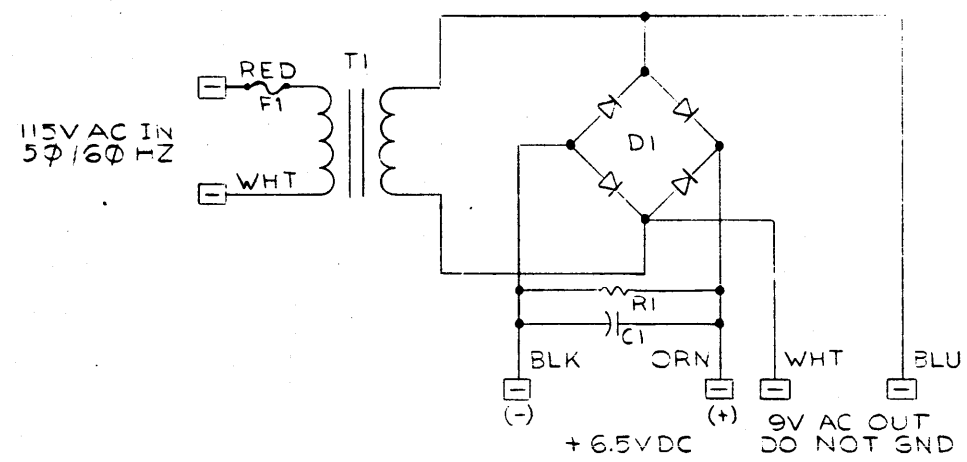 T1
RED
F1
115V AC IN
5Ø/6Ø HZ
WHT
D1
R1
C1
BLK
ORN
WHT
BLU
(-)
(+)
+6.5VDC
9V AC OUT
DO NOT GND